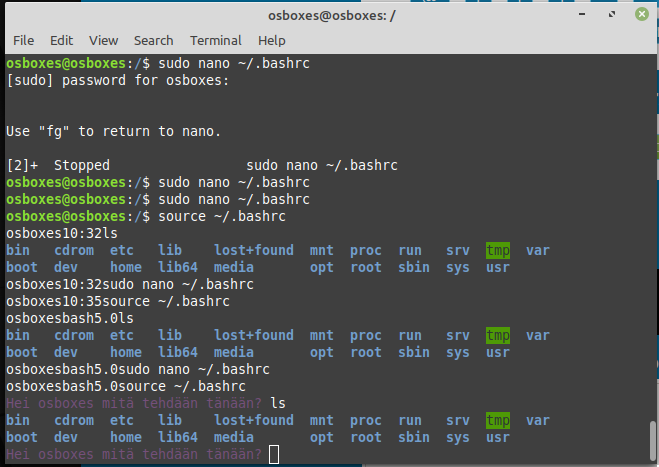 osboxes@osboxes: /
File Edit View Search Terminal Help
osboxes@osboxes:/$ sudo nano ~/.bashrc
[sudo] password for osboxes:
Use "fg" to return to nano.
[2]+  Stopped                 sudo nano ~/.bashrc
osboxes@osboxes:/$ sudo nano ~/.bashrc
osboxes@osboxes:/$ sudo nano ~/.bashrc
osboxes@osboxes:/$ source ~/.bashrc
osboxes10:32ls
bin   cdrom  etc   lib    lost+found  mnt  proc  run   srv  tmp  var
boot  dev    home  lib64  media       opt  root  sbin  sys  usr
osboxes10:32sudo nano ~/.bashrc
osboxes10:35source ~/.bashrc
osboxesbash5.0ls
bin   cdrom  etc   lib    lost+found  mnt  proc  run   srv  tmp  var
boot  dev    home  lib64  media       opt  root  sbin  sys  usr
osboxesbash5.0sudo nano ~/.bashrc
osboxesbash5.0source ~/.bashrc
Hei osboxes mitä tehdään tänään? ls
bin   cdrom  etc   lib    lost+found  mnt  proc  run   srv  tmp  var
boot  dev    home  lib64  media       opt  root  sbin  sys  usr
Hei osboxes mitä tehdään tänään?